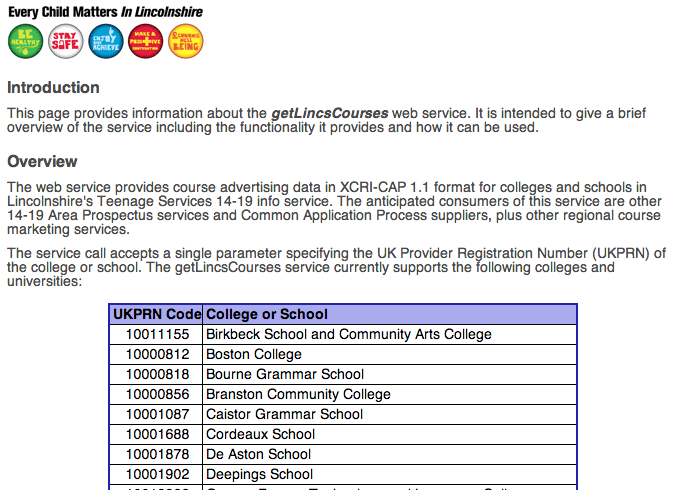 Every Child Matters In Lincolnshire
BE HEALTHY
STAY SAFE
ENJOY AND ACHIEVE
MAKE A POSITIVE CONTRIBUTION
ECONOMIC WELL BEING
Introduction
This page provides information about the getLincsCourses web service. It is intended to give a brief
overview of the service including the functionality it provides and how it can be used.
Overview
The web service provides course advertising data in XCRI-CAP 1.1 format for colleges and schools in
Lincolnshire's Teenage Services 14-19 info service. The anticipated consumers of this service are other
14-19 Area Prospectus services and Common Application Process suppliers, plus other regional course
marketing services.
The service call accepts a single parameter specifying the UK Provider Registration Number (UKPRN) of
the college or school. The getLincsCourses service currently supports the following colleges and
universities:
UKPRN Code College or School
10011155 Birkbeck School and Community Arts College
10000812 Boston College
10000818 Bourne Grammar School
10000856 Branston Community College
10001087 Caistor Grammar School
10001688 Cordeaux School
10001878 De Aston School
10001902 Deepings School